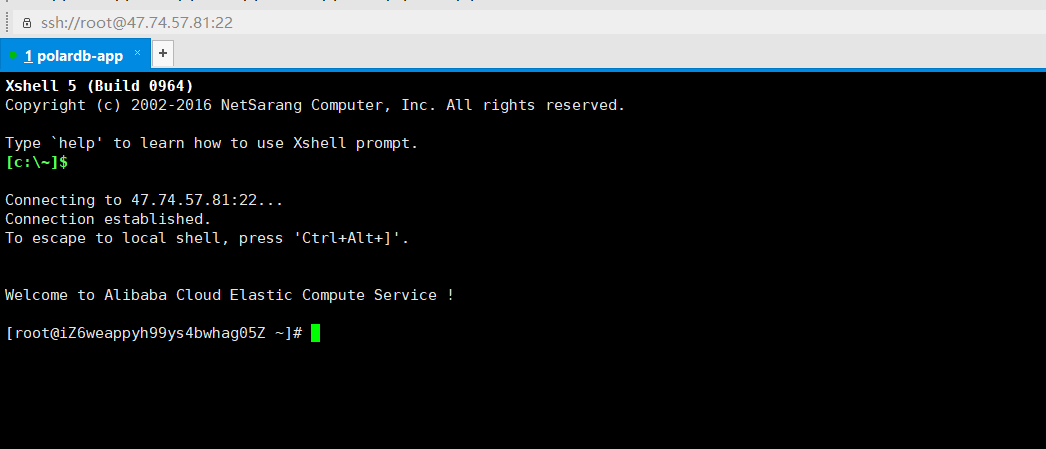 ssh://root@47.74.57.81:22
1 polardb-app × +
Xshell 5 (Build 0964)
Copyright (c) 2002-2016 NetSarang Computer, Inc. All rights reserved.
Type `help' to learn how to use Xshell prompt.
[c:\~]$
Connecting to 47.74.57.81:22...
Connection established.
To escape to local shell, press 'Ctrl+Alt+]'.
Welcome to Alibaba Cloud Elastic Compute Service !
[root@iZ6weappyh99ys4bwhag05Z ~]#